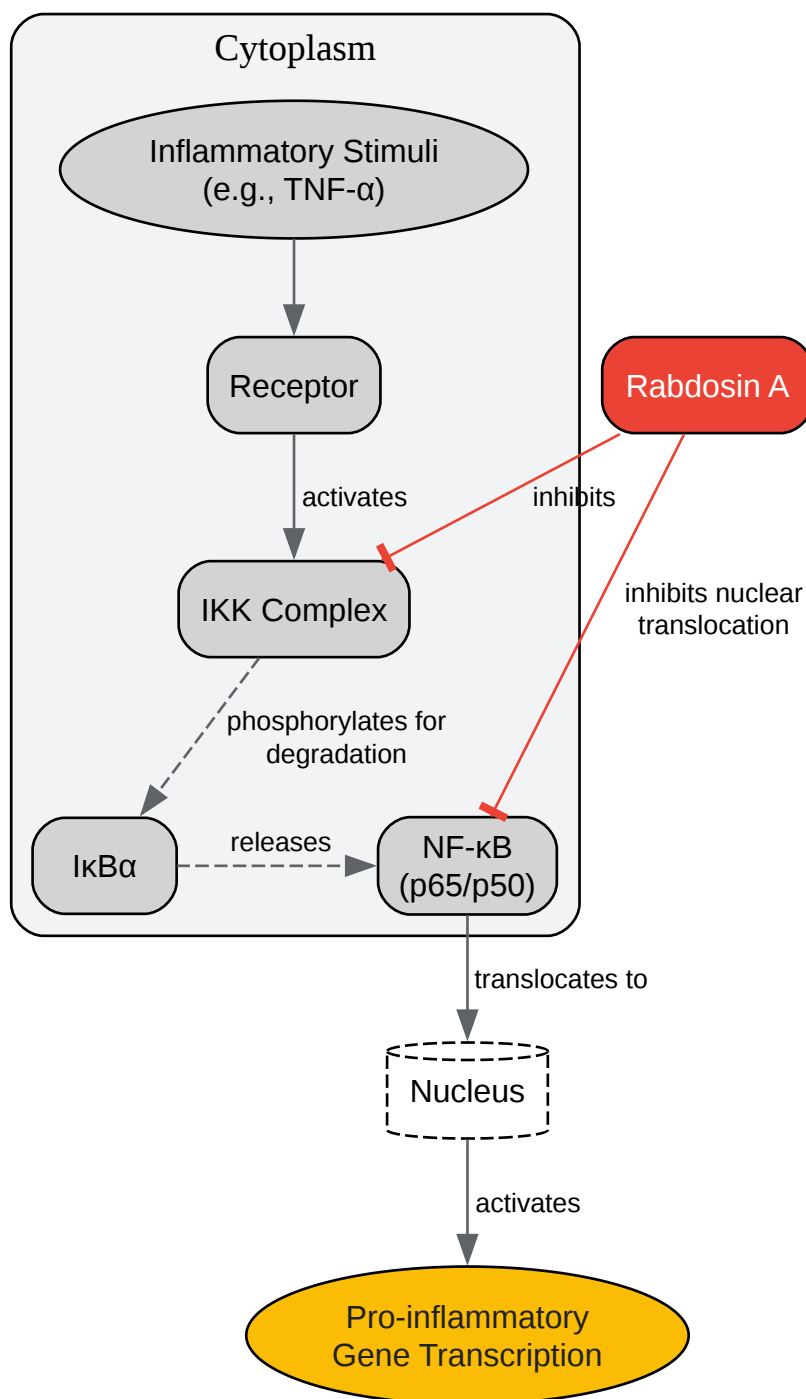 Cytoplasm
Inflammatory Stimuli
(e.g., TNF-α)
Receptor
Rabdosin A
activates
inhibits
IKK Complex
inhibits nuclear
translocation
phosphorylates for
degradation
IκBα
releases
NF-κB
(p65/p50)
translocates to
Nucleus
activates
Pro-inflammatory
Gene Transcription